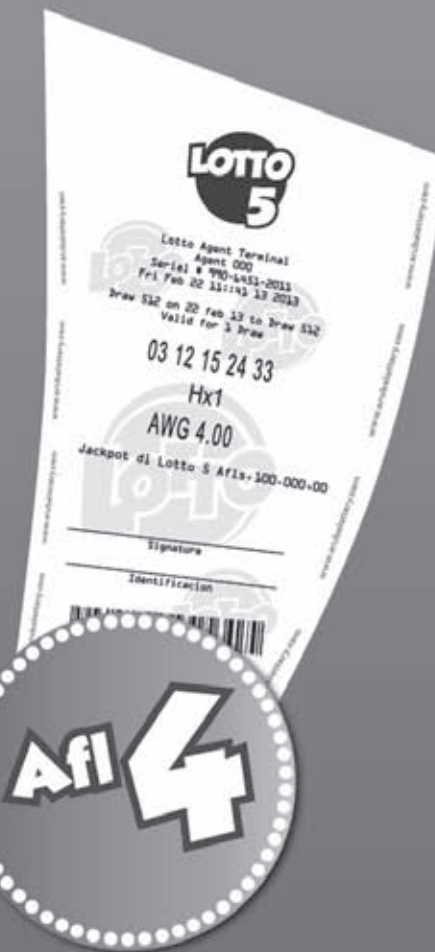 LOTTO
5
Lotto Agent Terminal
Agent 000
Serial # 990-1451-2011
Fri Feb 22 11:41 13 2013
Draw 512 on 22 feb 13 to Draw 512
Valid for 1 Draw
03 12 15 24 33
Hx1
AWG 4.00
Jackpot di Lotto 5 Afls.100.000.00
Signature
Identificacion
Afl 4